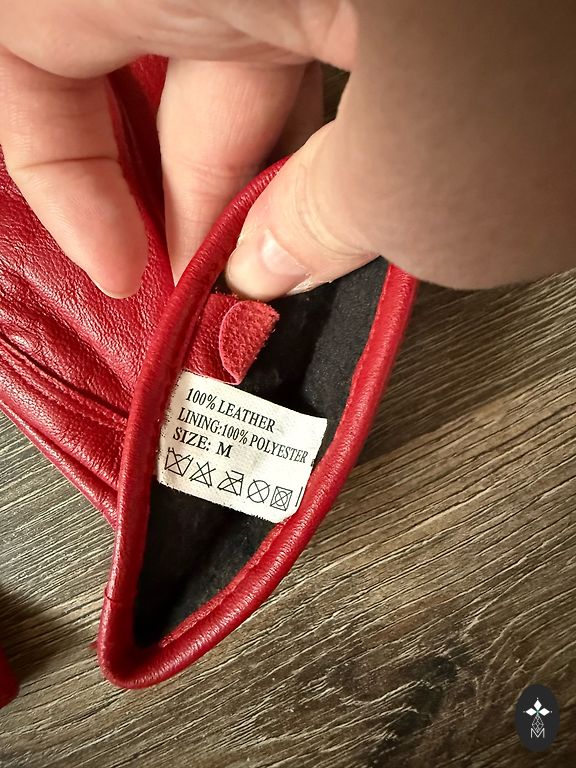 100% LEATHER
LINING:100% POLYESTER
SIZE: M
M